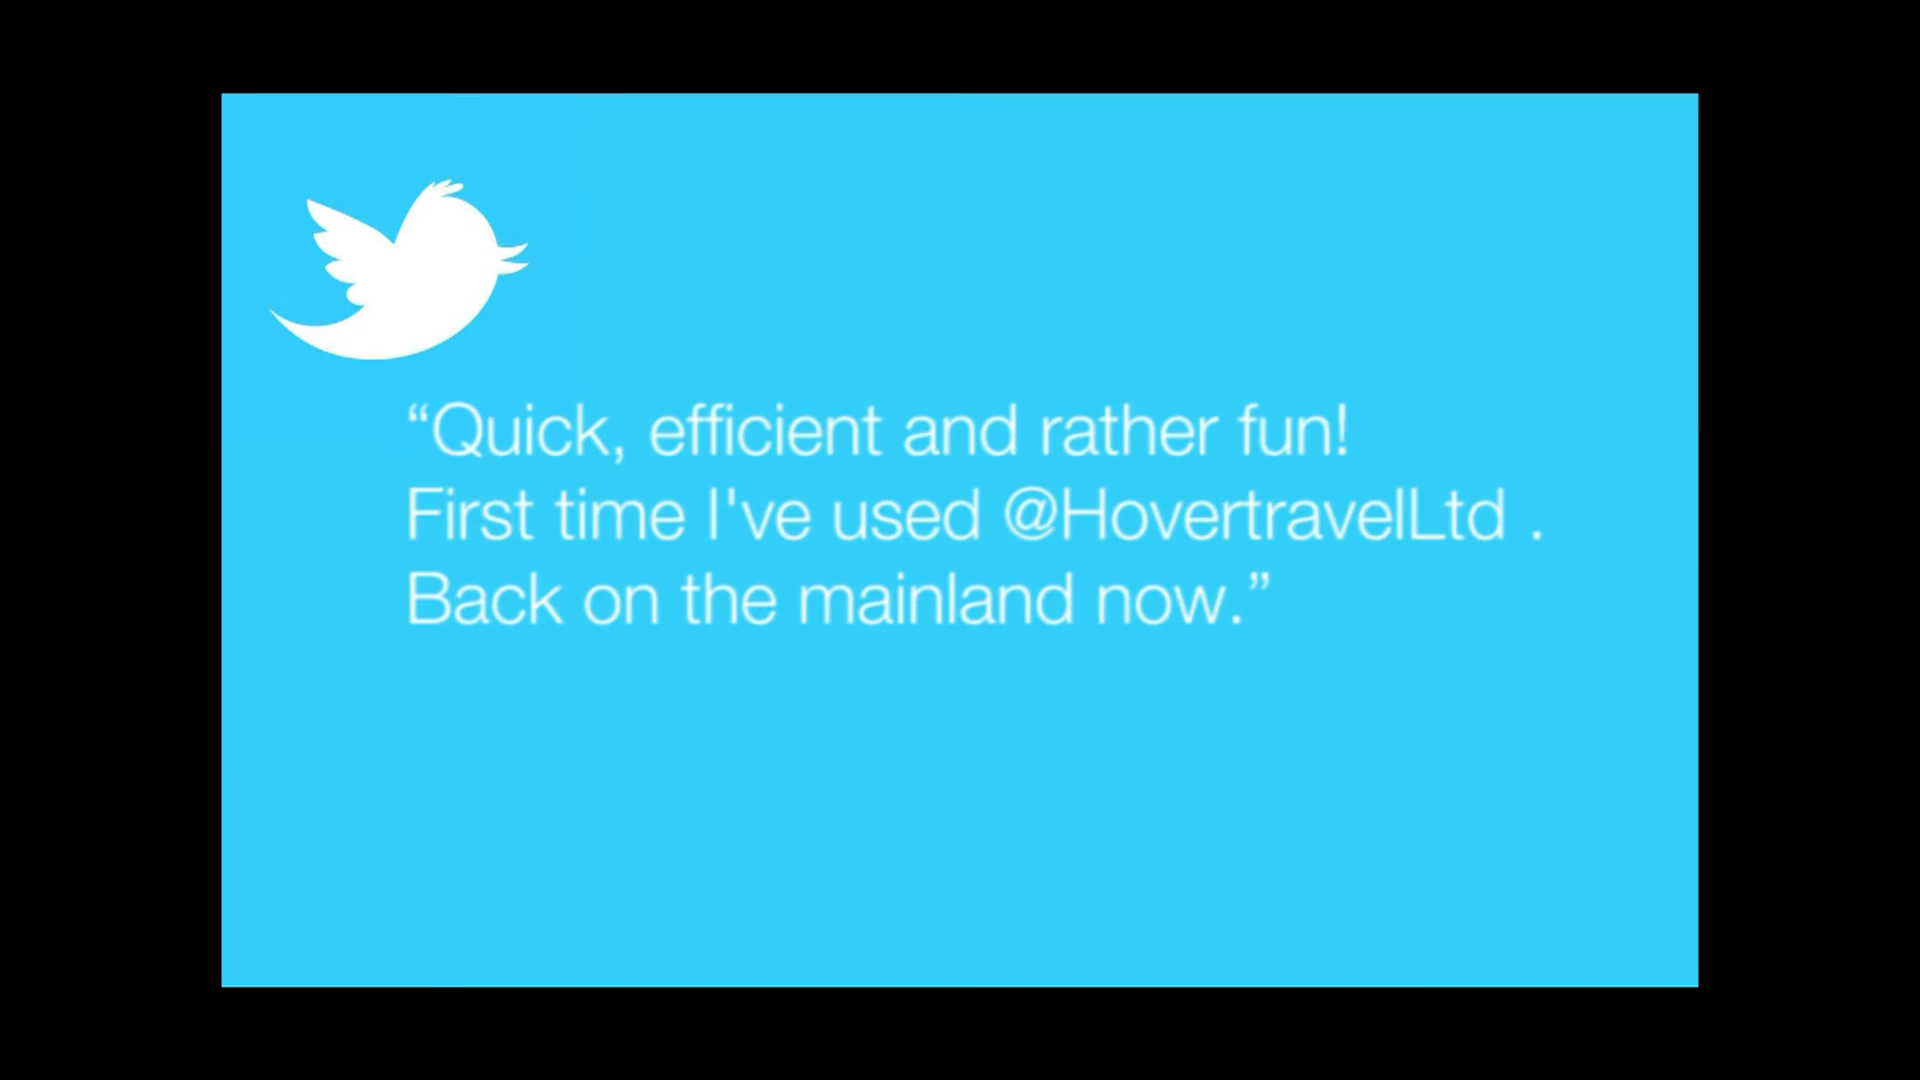 “Quick, efficient and rather fun!
First time I've used @HovertravelLtd .
Back on the mainland now.”